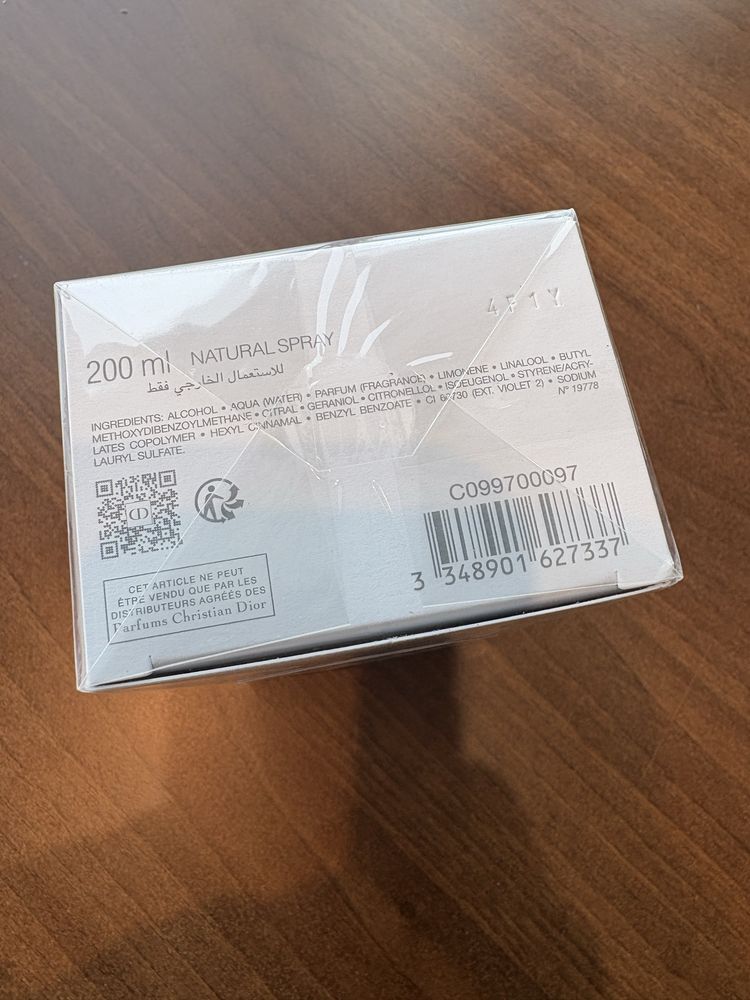 4F1Y
200 ml NATURAL SPRAY
للاستعمال الخارجي فقط
INGREDIENTS: ALCOHOL • AQUA (WATER) • PARFUM (FRAGRANCE) • LIMONENE • LINALOOL • BUTYL
METHOXYDIBENZOYLMETHANE • CITRAL • GERANIOL • CITRONELLOL • ISOEUGENOL • STYRENE/ACRY-
LATES COPOLYMER • HEXYL CINNAMAL • BENZYL BENZOATE • CI 60730 (EXT. VIOLET 2) • SODIUM
LAURYL SULFATE.
N° 19778
CD
C099700097
3 348901 627337
CET ARTICLE NE PEUT
ÊTRE VENDU QUE PAR LES
DISTRIBUTEURS AGRÉÉS DES
Parfums Christian Dior